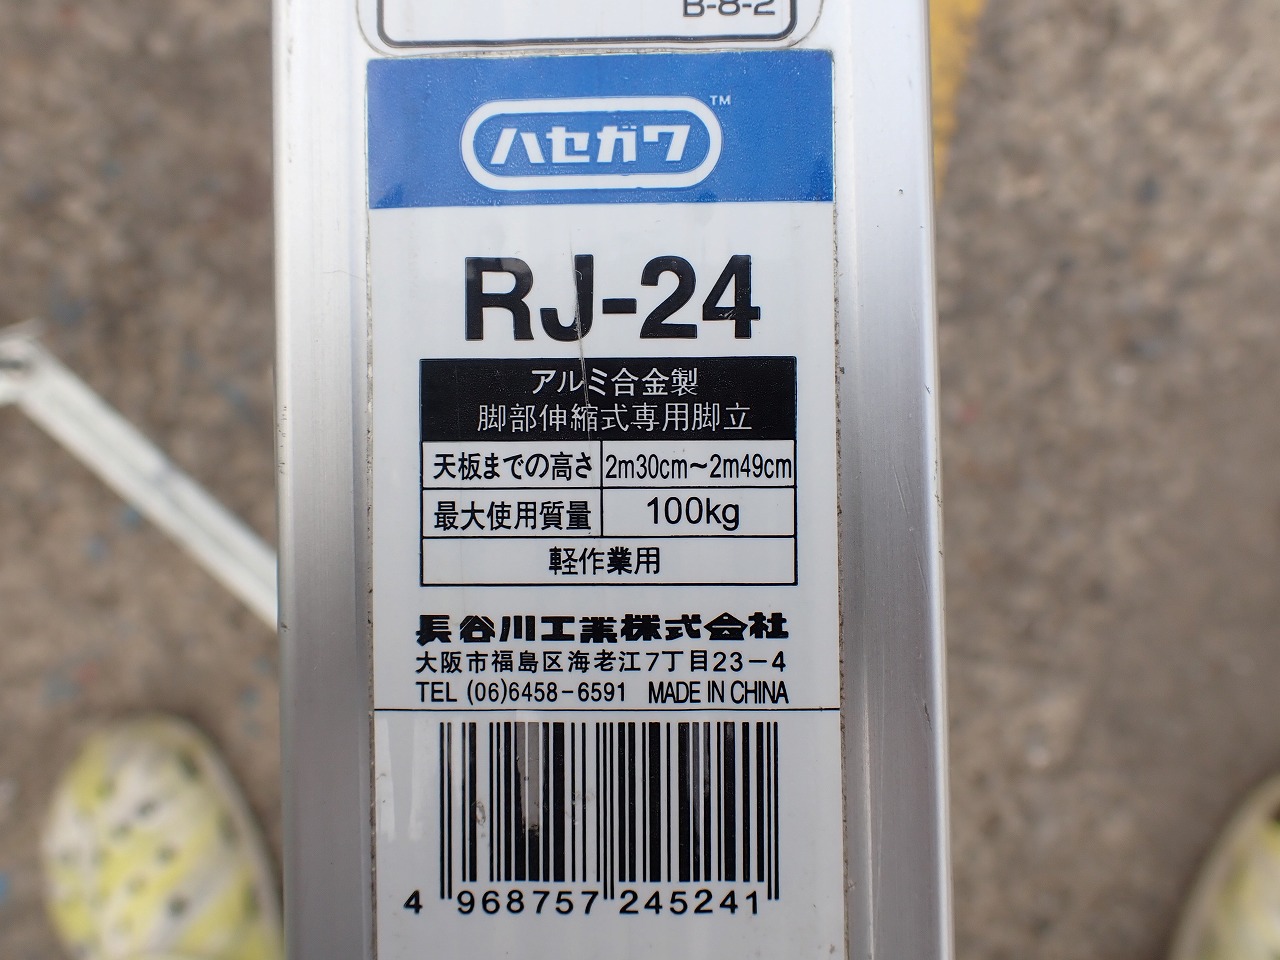 B-8-2
ハセガワ™
RJ-24
アルミ合金製
脚部伸縮式専用脚立
天板までの高さ 2m30cm～2m49cm
最大使用質量 100kg
軽作業用
長谷川工業株式会社
大阪市福島区海老江7丁目23-4
TEL (06)6458-6591 MADE IN CHINA
4 968757 245241